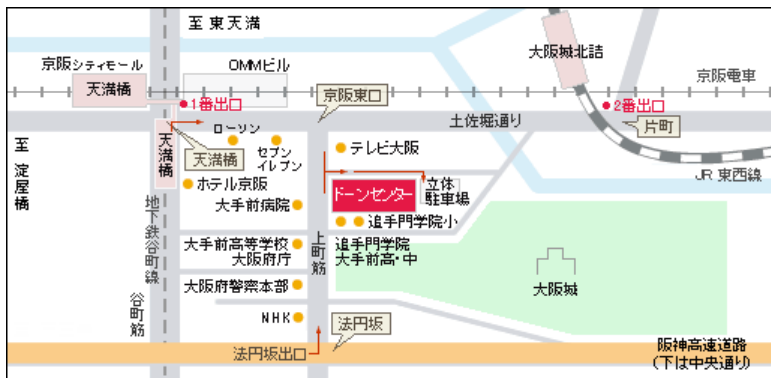 至 東天満
京阪シティモール
OMMビル
大阪城北詰
天満橋
京阪電車
1番出口
京阪東口
2番出口
土佐堀通り
片町
ローソン
至 淀屋橋
天満橋
天満橋
セブン
イレブン
テレビ大阪
JR 東西線
ホテル京阪
ドーンセンター
立体
駐車場
大手前病院
地下鉄谷町線
追手門学院小
上町筋
大手前高等学校
大阪府庁
追手門学院
大手前高・中
大阪府警察本部
大阪城
谷町筋
NHK
法円坂
法円坂出口
阪神高速道路
(下は中央通り)